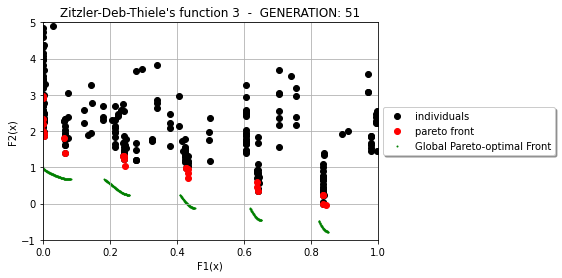 Zitzler-Deb-Thiele's function 3 - GENERATION: 51
5
4
3
2
1
0
−1
F2(x)
0.0 0.2 0.4 0.6 0.8 1.0
F1(x)
individuals
pareto front
Global Pareto-optimal Front